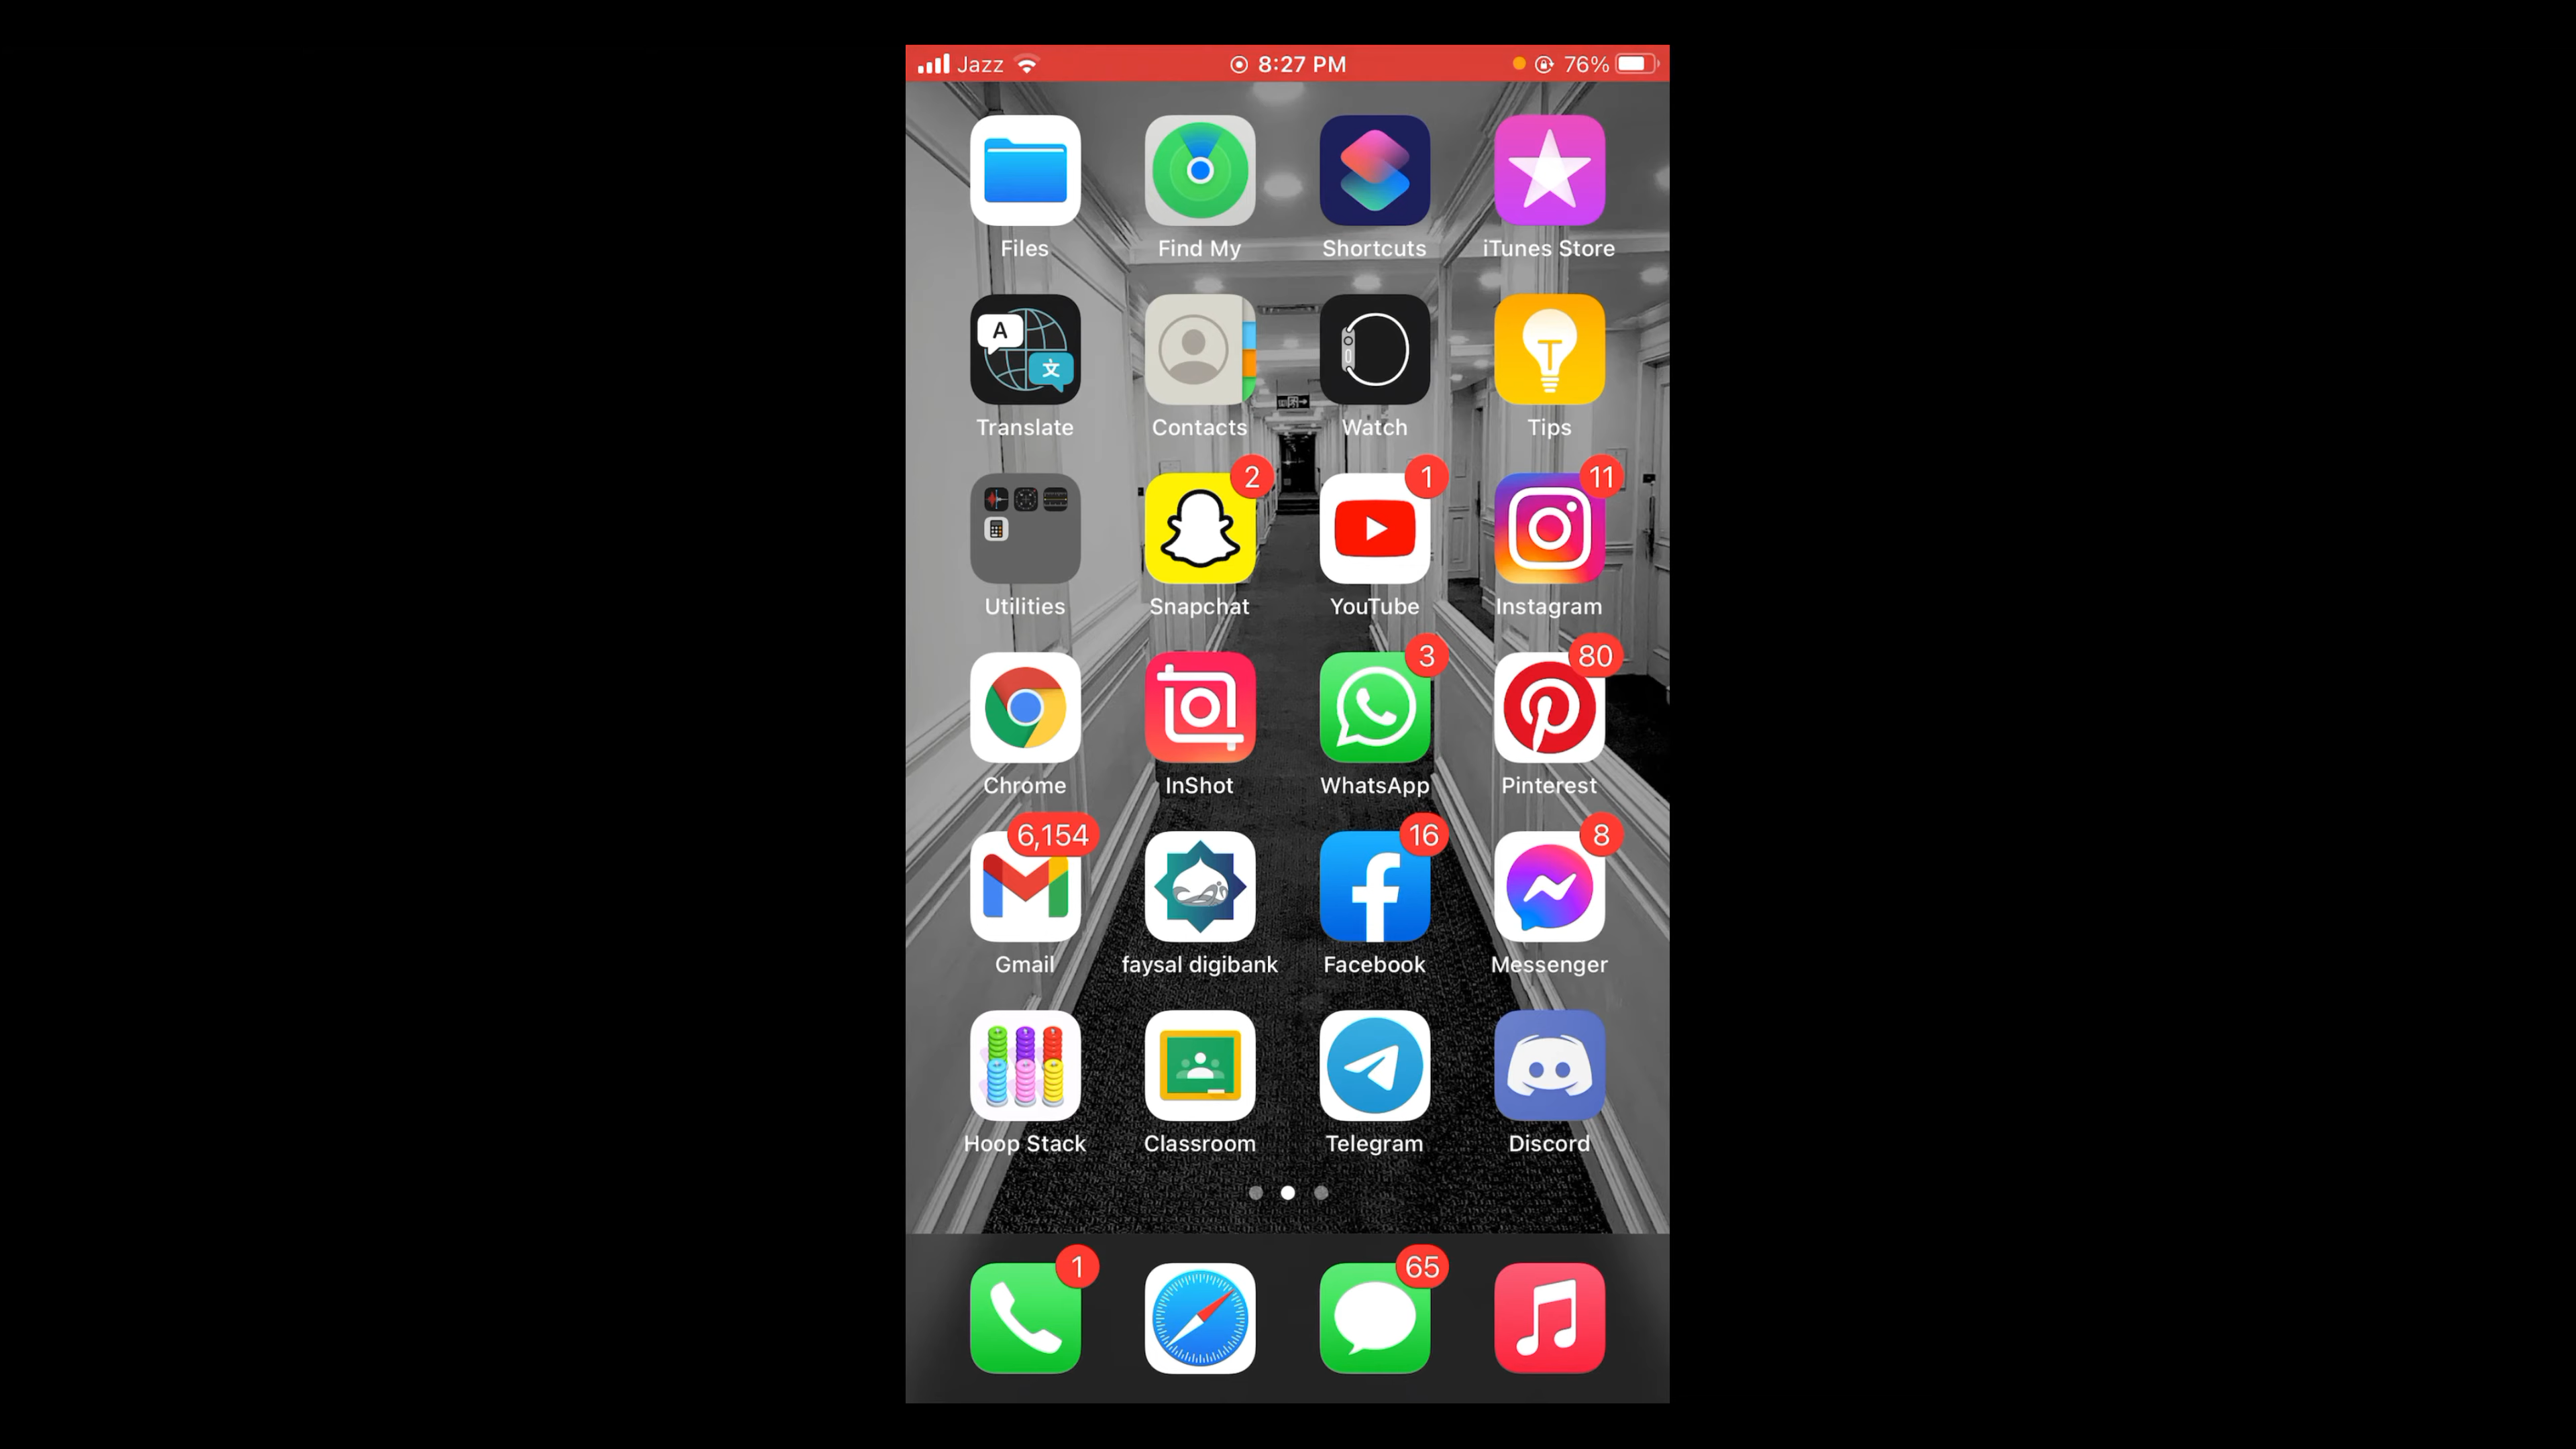 Jazz 8:27 PM 76%
Files Find My Shortcuts iTunes Store
A 文
Translate Contacts Watch Tips
2 1 11
Utilities Snapchat YouTube Instagram
3 80
Chrome InShot WhatsApp Pinterest
6,154 16 8
Gmail faysal digibank Facebook Messenger
Hoop Stack Classroom Telegram Discord
1 65